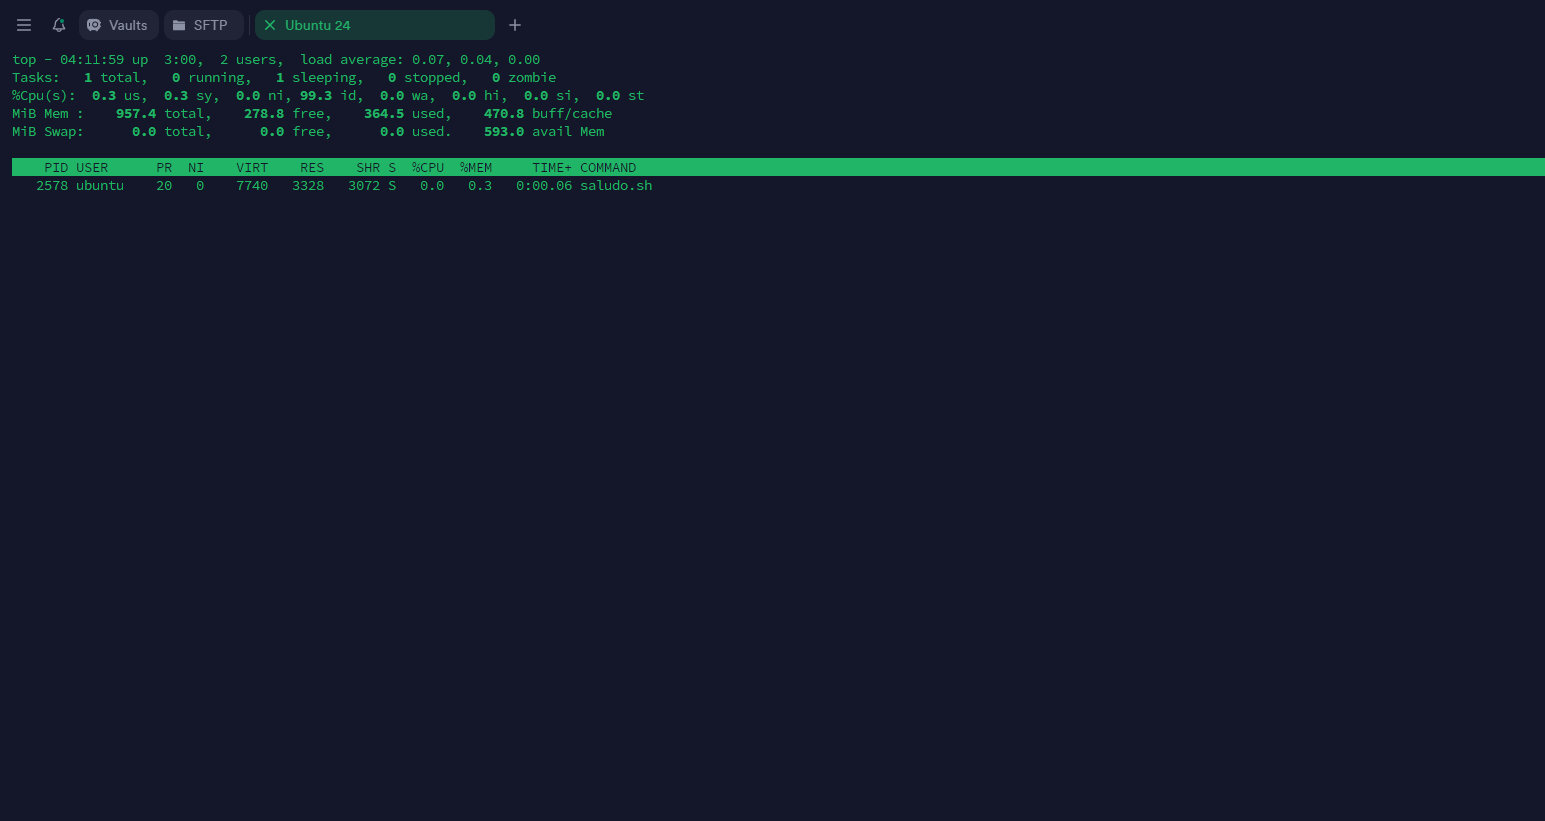 Vaults SFTP Ubuntu 24
top - 04:11:59 up  3:00,  2 users,  load average: 0.07, 0.04, 0.00
Tasks:   1 total,   0 running,   1 sleeping,   0 stopped,   0 zombie
%Cpu(s):  0.3 us,  0.3 sy,  0.0 ni, 99.3 id,  0.0 wa,  0.0 hi,  0.0 si,  0.0 st
MiB Mem :    957.4 total,    278.8 free,    364.5 used,    470.8 buff/cache
MiB Swap:      0.0 total,      0.0 free,      0.0 used.    593.0 avail Mem
    PID USER      PR  NI    VIRT    RES    SHR S  %CPU  %MEM     TIME+ COMMAND
   2578 ubuntu    20   0    7740   3328   3072 S   0.0   0.3   0:00.06 saludo.sh